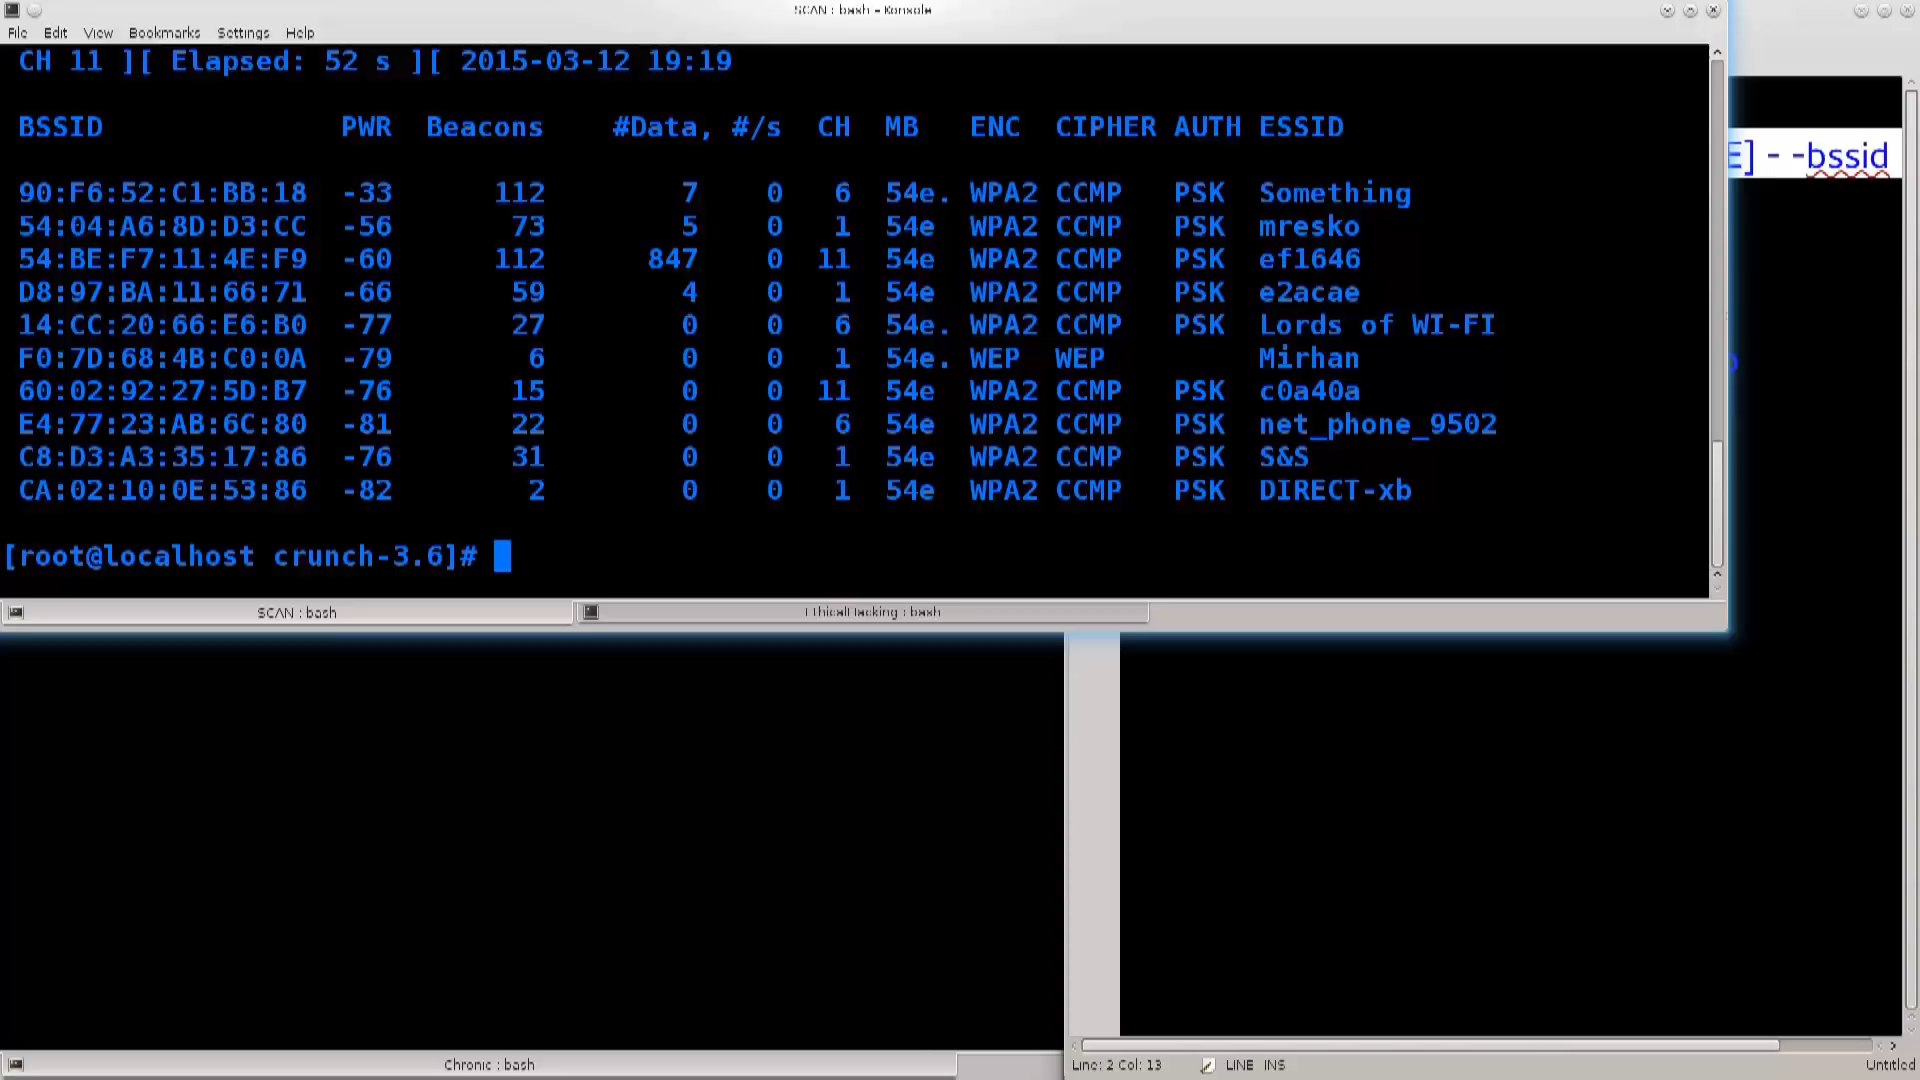 SCAN : bash – Konsole
File Edit View Bookmarks Settings Help
CH 11 ][ Elapsed: 52 s ][ 2015-03-12 19:19
BSSID PWR Beacons #Data, #/s CH MB ENC CIPHER AUTH ESSID
90:F6:52:C1:BB:18 -33 112 7 0 6 54e. WPA2 CCMP PSK Something
54:04:A6:8D:D3:CC -56 73 5 0 1 54e WPA2 CCMP PSK mresko
54:BE:F7:11:4E:F9 -60 112 847 0 11 54e WPA2 CCMP PSK ef1646
D8:97:BA:11:66:71 -66 59 4 0 1 54e WPA2 CCMP PSK e2acae
14:CC:20:66:E6:B0 -77 27 0 0 6 54e. WPA2 CCMP PSK Lords of WI-FI
F0:7D:68:4B:C0:0A -79 6 0 0 1 54e. WEP WEP Mirhan
60:02:92:27:5D:B7 -76 15 0 0 11 54e WPA2 CCMP PSK c0a40a
E4:77:23:AB:6C:80 -81 22 0 0 6 54e WPA2 CCMP PSK net_phone_9502
C8:D3:A3:35:17:86 -76 31 0 0 1 54e WPA2 CCMP PSK S&S
CA:02:10:0E:53:86 -82 2 0 0 1 54e WPA2 CCMP PSK DIRECT-xb
[root@localhost crunch-3.6]#
SCAN : bash
EthicalHacking : bash
E] - -bssid
Chronic : bash
Line: 2 Col: 13 LINE INS Untitled